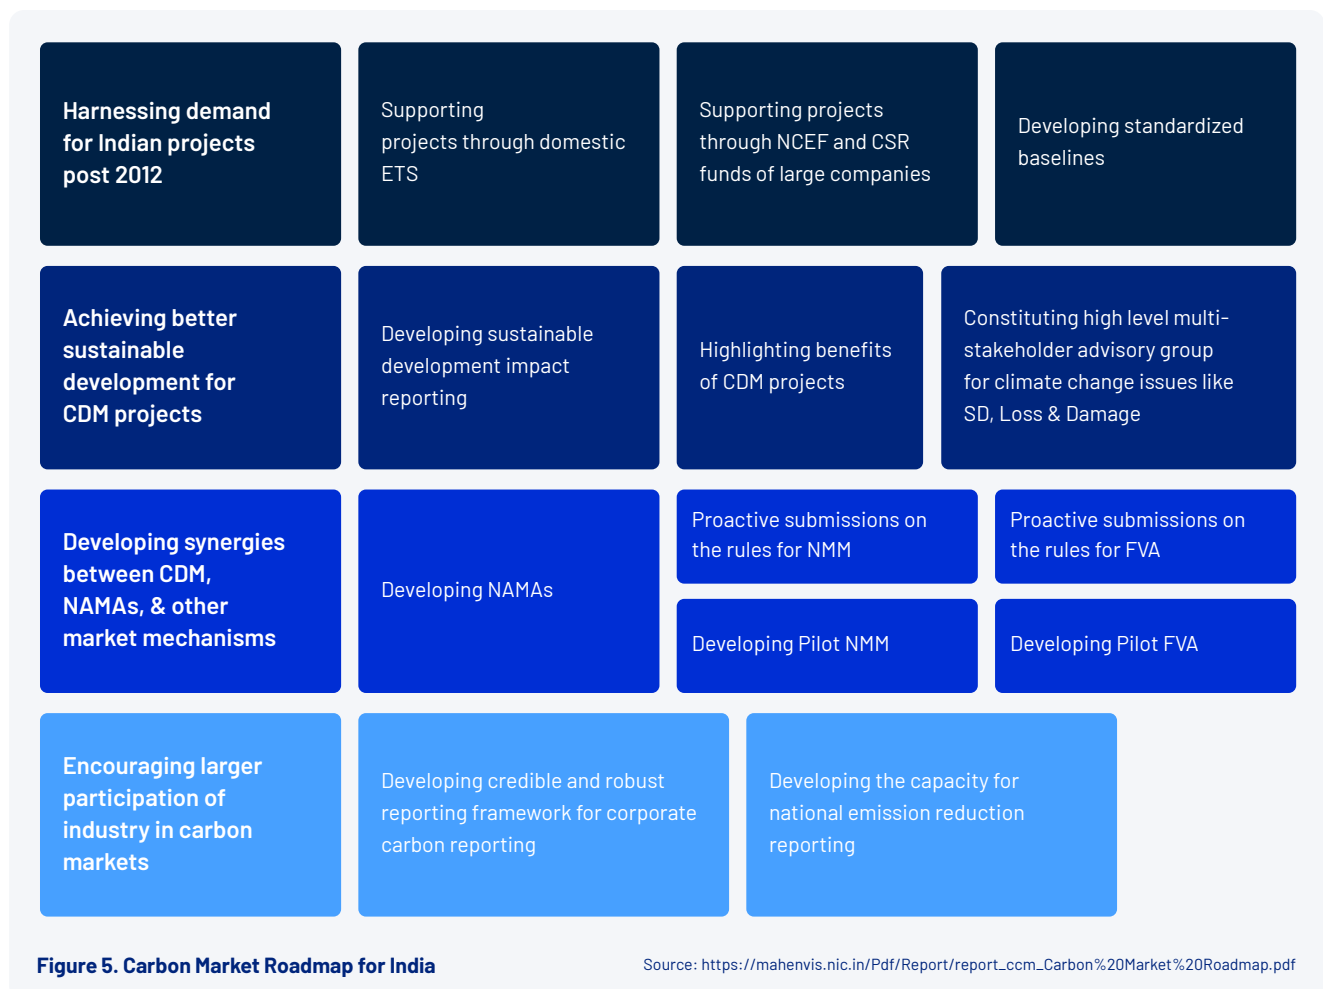 Harnessing demand
for Indian projects
post 2012
Supporting
projects through domestic
ETS
Supporting projects
through NCEF and CSR
funds of large companies
Developing standardized
baselines
Achieving better
sustainable
development for
CDM projects
Developing sustainable
development impact
reporting
Highlighting benefits
of CDM projects
Constituting high level multi-
stakeholder advisory group
for climate change issues like
SD, Loss & Damage
Developing synergies
between CDM,
NAMAs, & other
market mechanisms
Developing NAMAs
Proactive submissions on
the rules for NMM
Proactive submissions on
the rules for FVA
Developing Pilot NMM
Developing Pilot FVA
Encouraging larger
participation of
industry in carbon
markets
Developing credible and robust
reporting framework for corporate
carbon reporting
Developing the capacity for
national emission reduction
reporting
Figure 5. Carbon Market Roadmap for India
Source: https://mahenvis.nic.in/Pdf/Report/report_ccm_Carbon%20Market%20Roadmap.pdf